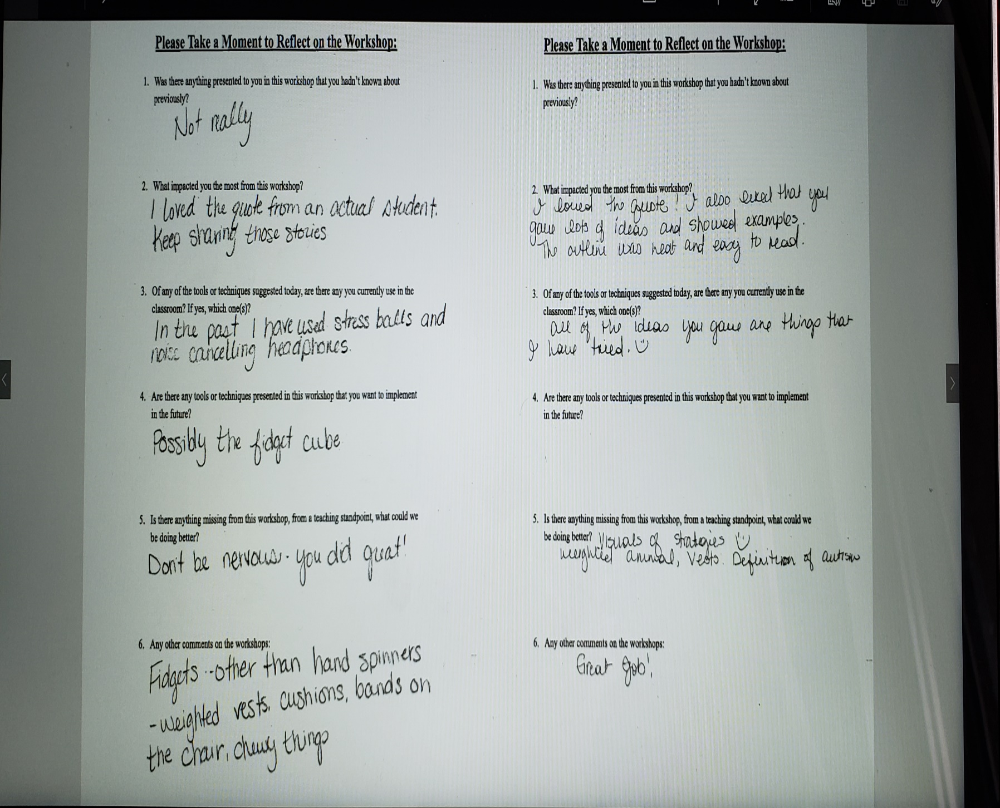 Please Take a Moment to Reflect on the Workshop:
1. Was there anything presented to you in this workshop that you hadn't known about
previously?
Not really
2. What impacted you the most from this workshop?
I loved the quote from an actual student.
Keep sharing those stories
3. Of any of the tools or techniques suggested today, are there any you currently use in the
classroom? If yes, which one(s)?
In the past I have used stress balls and
noise cancelling headphones.
4. Are there any tools or techniques presented in this workshop that you want to implement
in the future?
Possibly the fidget cube
5. Is there anything missing from this workshop, from a teaching standpoint, what could we
be doing better?
Don't be nervous. you did great!
6. Any other comments on the workshops:
Fidgets --other than hand spinners
-weighted vests, cushions, bands on
the chair, chewy things
Please Take a Moment to Reflect on the Workshop:
1. Was there anything presented to you in this workshop that you hadn't known about
previously?
2. What impacted you the most from this workshop?
I loved the quote! I also liked that you
gave lots of ideas and showed examples.
The outline was neat and easy to read.
3. Of any of the tools or techniques suggested today, are there any you currently use in the
classroom? If yes, which one(s)?
all of the ideas you gave are things that
I have tried.
4. Are there any tools or techniques presented in this workshop that you want to implement
in the future?
5. Is there anything missing from this workshop, from a teaching standpoint, what could we
be doing better? Visuals of strategies
weighted animal, vests. Definition of autism
6. Any other comments on the workshops:
Great Job!